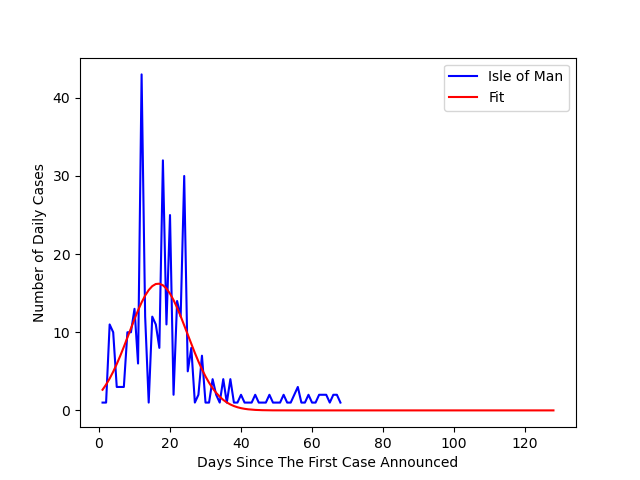 Isle of Man
Fit
Number of Daily Cases
40
30
20
10
0
0 20 40 60 80 100 120
Days Since The First Case Announced